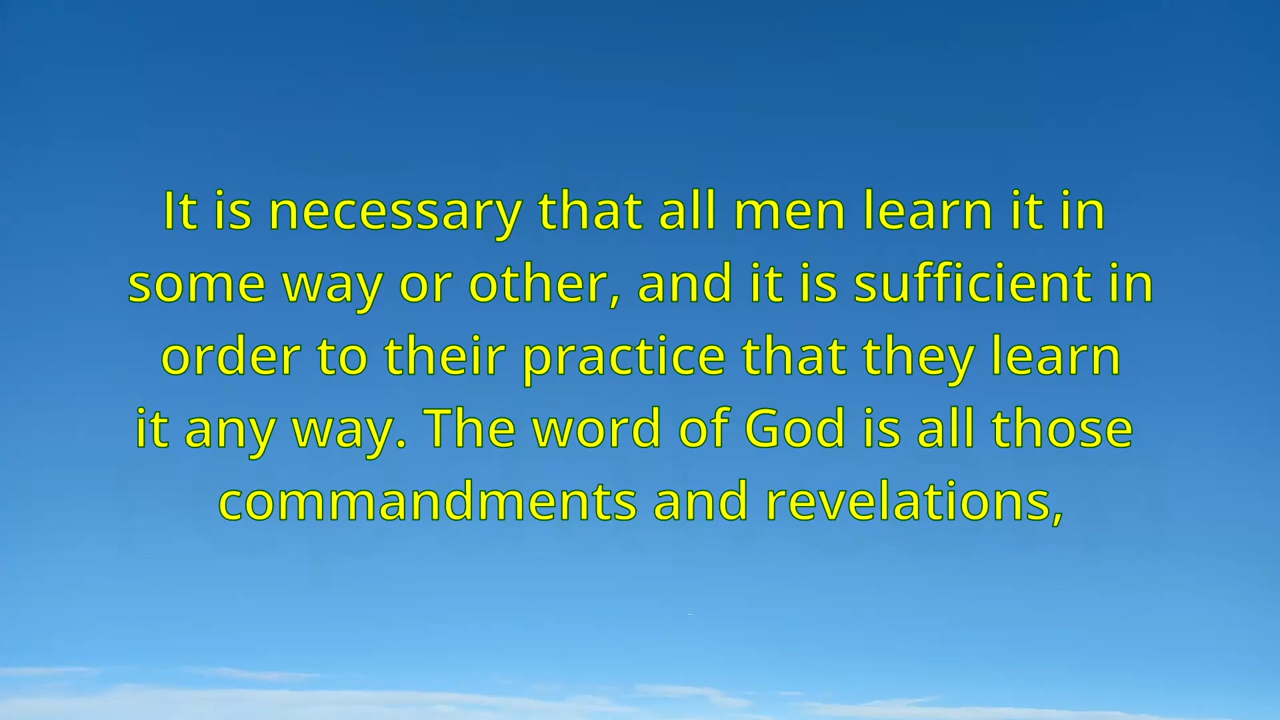 It is necessary that all men learn it in
some way or other, and it is sufficient in
order to their practice that they learn
it any way. The word of God is all those
commandments and revelations,